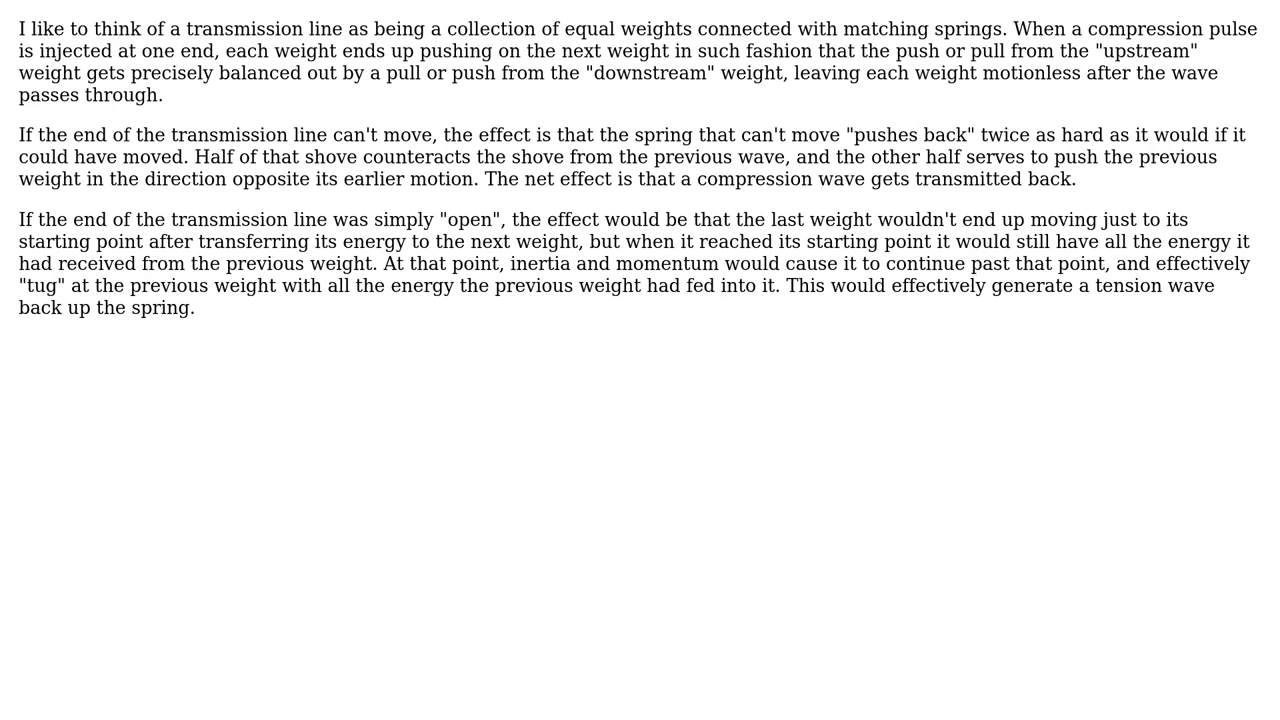 I like to think of a transmission line as being a collection of equal weights connected with matching springs. When a compression pulse
is injected at one end, each weight ends up pushing on the next weight in such fashion that the push or pull from the "upstream"
weight gets precisely balanced out by a pull or push from the "downstream" weight, leaving each weight motionless after the wave
passes through.
If the end of the transmission line can't move, the effect is that the spring that can't move "pushes back" twice as hard as it would if it
could have moved. Half of that shove counteracts the shove from the previous wave, and the other half serves to push the previous
weight in the direction opposite its earlier motion. The net effect is that a compression wave gets transmitted back.
If the end of the transmission line was simply "open", the effect would be that the last weight wouldn't end up moving just to its
starting point after transferring its energy to the next weight, but when it reached its starting point it would still have all the energy it
had received from the previous weight. At that point, inertia and momentum would cause it to continue past that point, and effectively
"tug" at the previous weight with all the energy the previous weight had fed into it. This would effectively generate a tension wave
back up the spring.